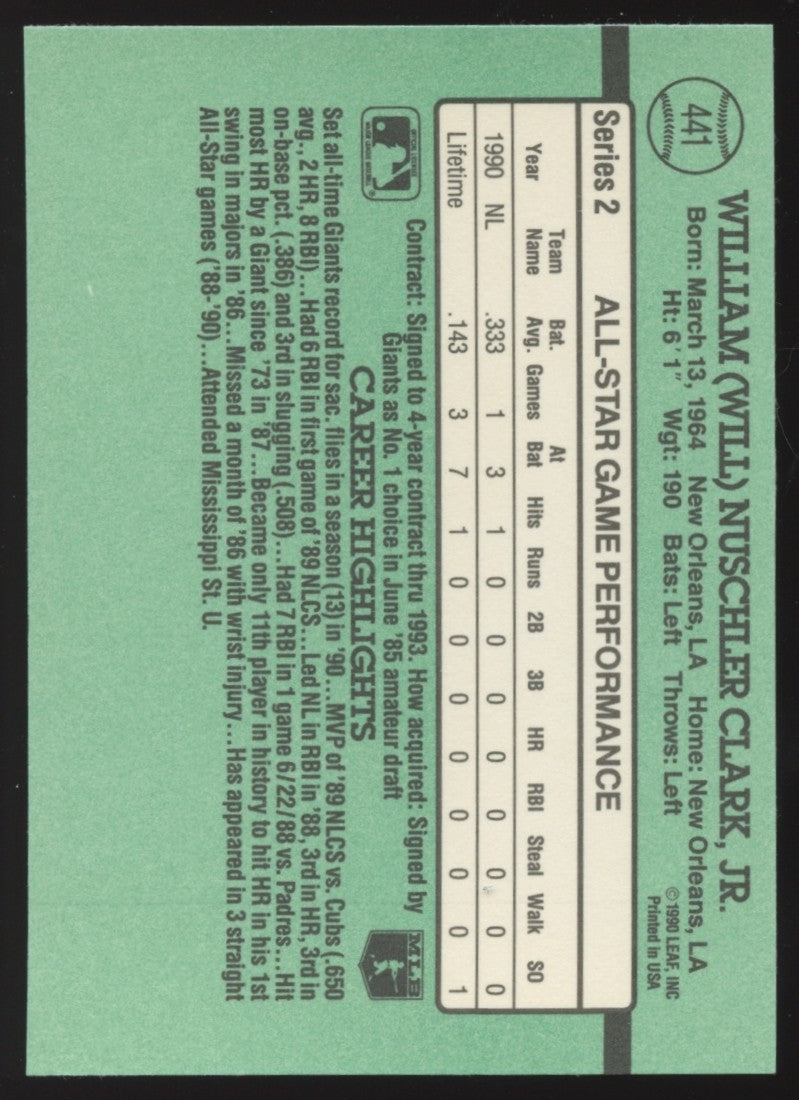 441
WILLIAM (WILL) NUSCHLER CLARK, JR.
Born: March 13, 1964 New Orleans, LA Home: New Orleans, LA
Ht: 6'1" Wgt: 190 Bats: Left Throws: Left
©1990 LEAF, INC
Printed in USA
Series 2 ALL-STAR GAME PERFORMANCE
Team Bat. At
Year Name Avg. Games Bat Hits Runs 2B 3B HR RBI Steal Walk SO
1990 NL .333 1 3 1 0 0 0 0 0 0 0 0
Lifetime .143 3 7 1 0 0 0 0 0 0 0 1
OFFICIAL LICENSEE
MAJOR LEAGUE BASEBALL
®
Contract: Signed to 4-year contract thru 1993. How acquired: Signed by
Giants as No. 1 choice in June '85 amateur draft
MLB
CAREER HIGHLIGHTS
Set all-time Giants record for sac. flies in a season (13) in '90...MVP of '89 NLCS vs. Cubs (.650
avg., 2 HR, 8 RBI)...Had 6 RBI in first game of '89 NLCS...Led NL in RBI in '88, 3rd in HR, 3rd in
on-base pct. (.386) and 3rd in slugging (.508)...Had 7 RBI in 1 game 6/22/88 vs. Padres...Hit
most HR by a Giant since '73 in '87...Became only 11th player in history to hit HR in his 1st
swing in majors in '86...Missed a month of '86 with wrist injury...Has appeared in 3 straight
All-Star games ('88-'90)...Attended Mississippi St. U.